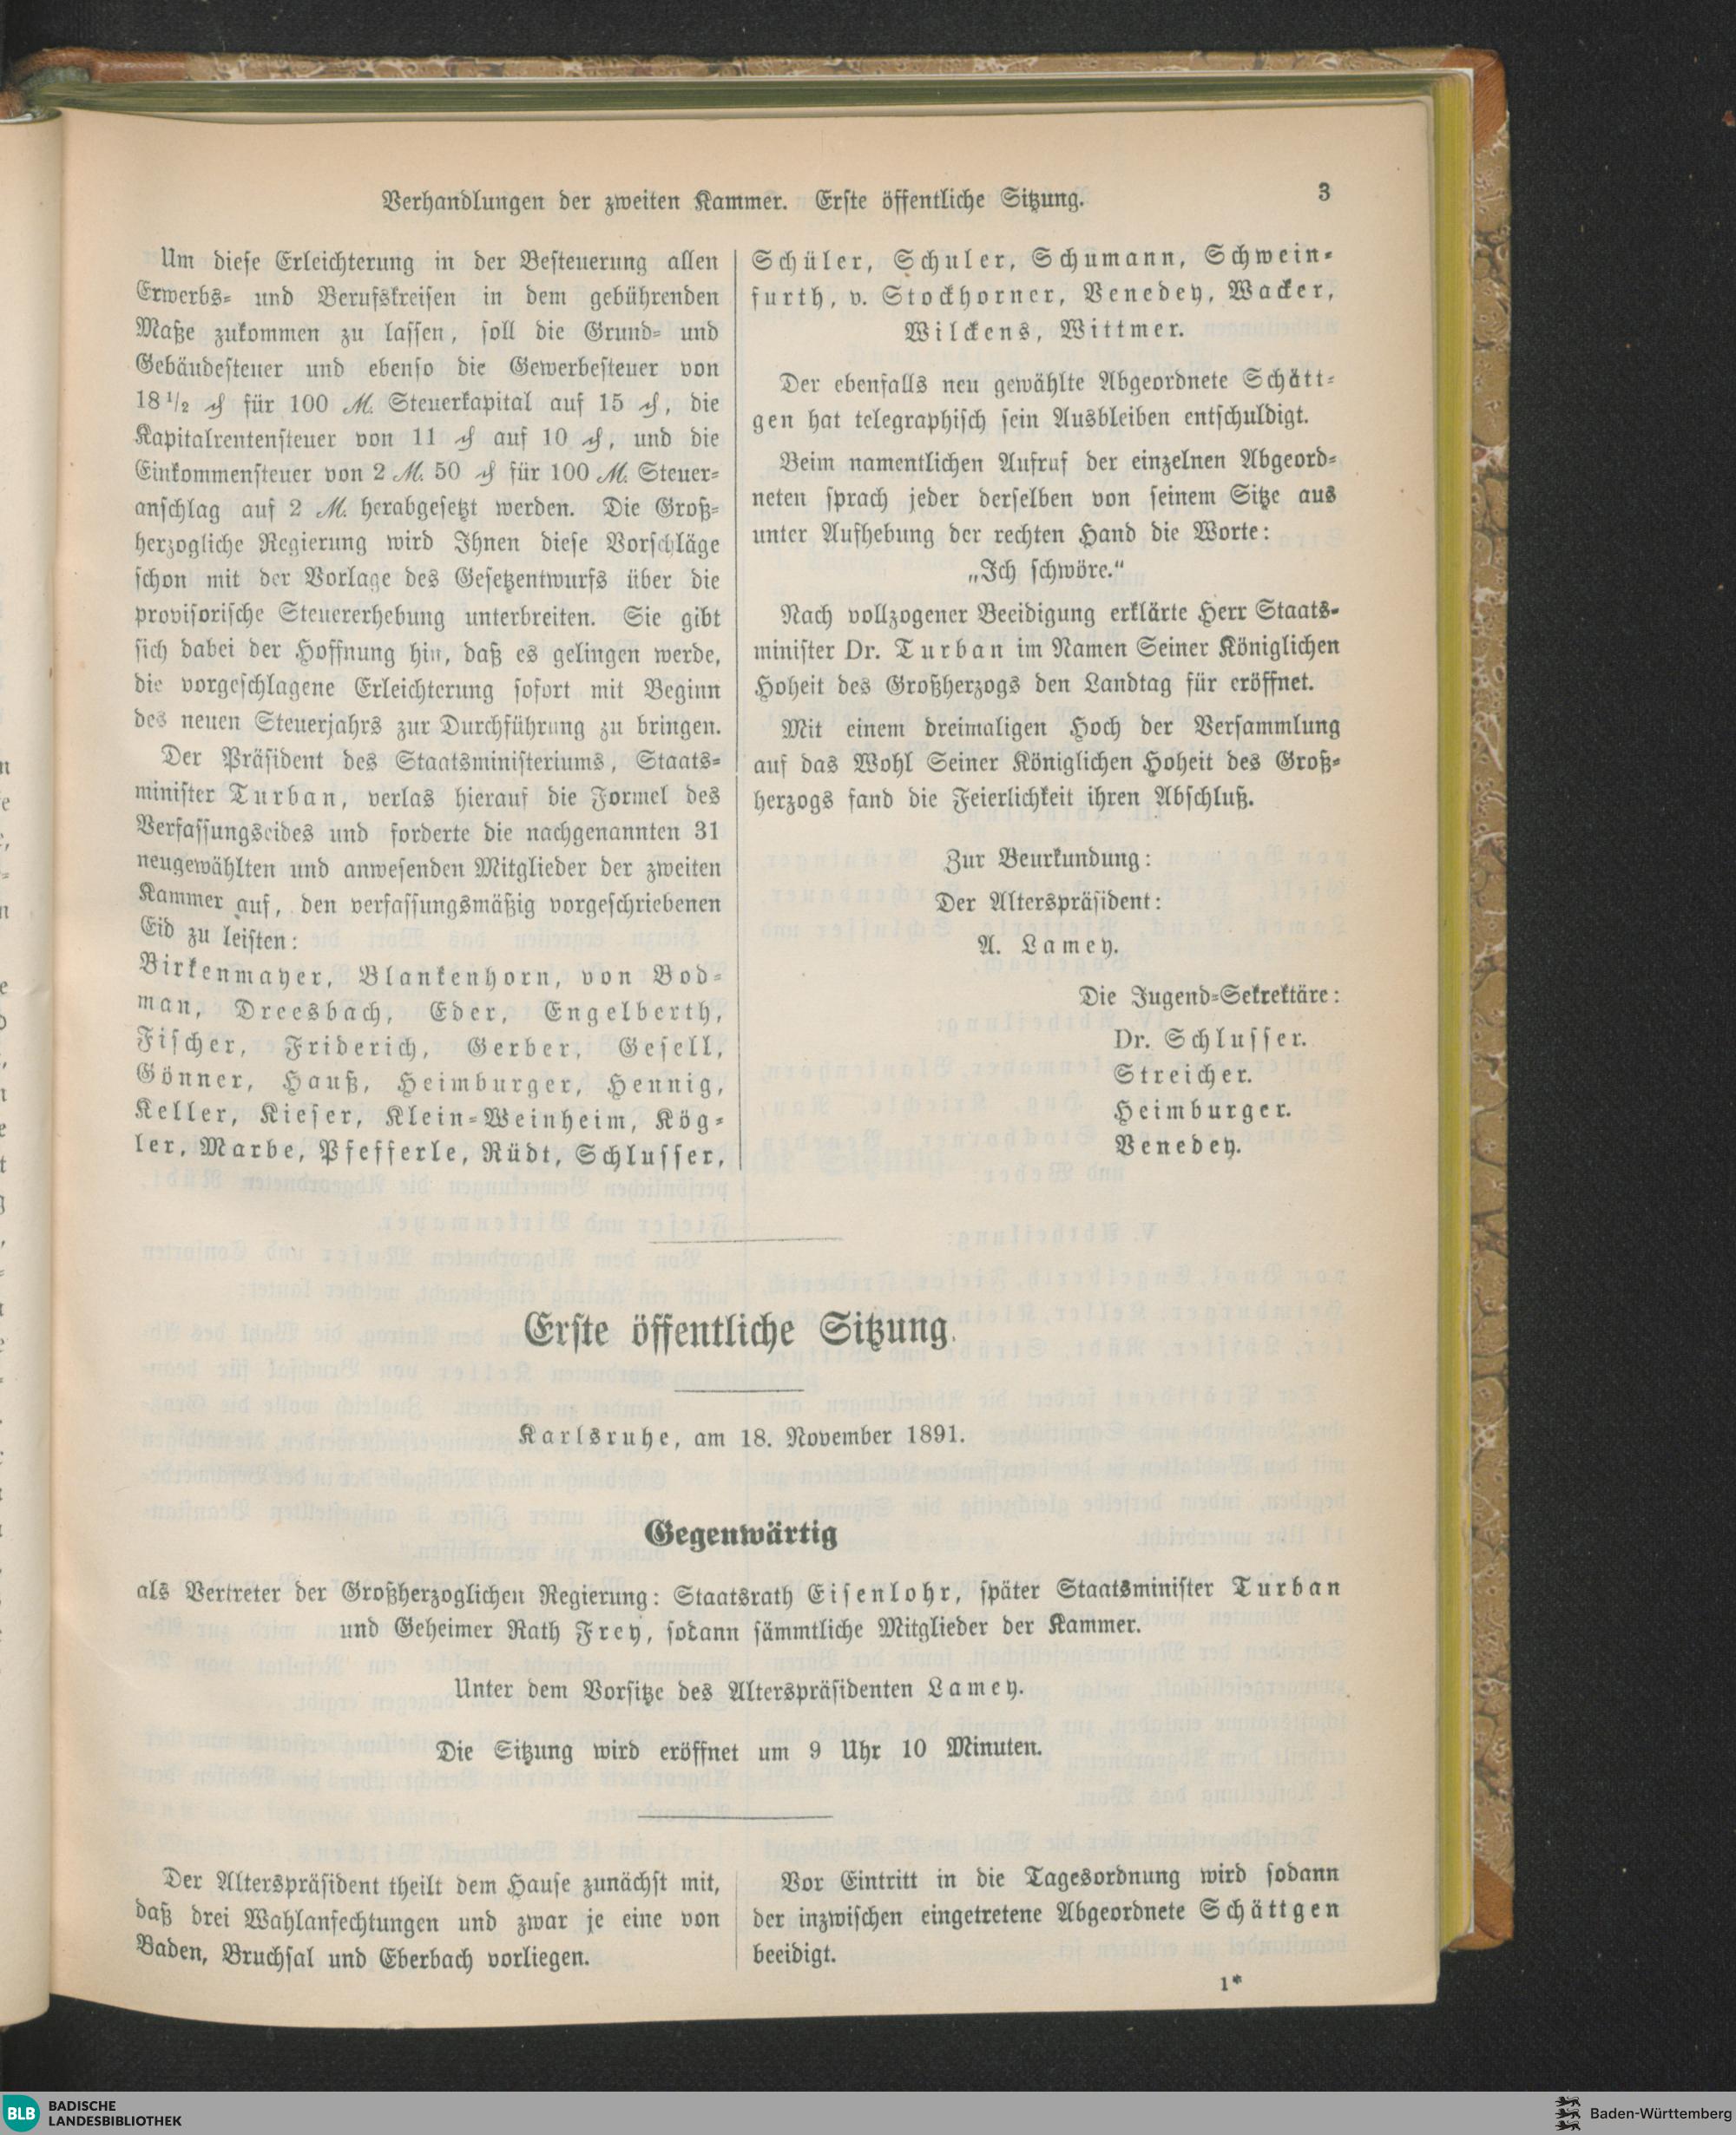 Verhandlungen der zweiten Kammer. Erste öffentliche Sitzung.
3
Um diese Erleichterung in der Besteuerung allen
Erwerbs- und Berufskreisen in dem gebührenden
Maße zukommen zu lassen, soll die Grund- und
Gebäudesteuer und ebenso die Gewerbesteuer von
18 1/2 ₰ für 100 ℳ. Steuerkapital auf 15 ₰, die
Kapitalrentensteuer von 11 ₰ auf 10 ₰, und die
Einkommensteuer von 2 ℳ. 50 ₰ für 100 ℳ. Steuer-
anschlag auf 2 ℳ. herabgesetzt werden. Die Groß-
herzogliche Regierung wird Ihnen diese Vorschläge
schon mit der Vorlage des Gesetzentwurfs über die
provisorische Steuererhebung unterbreiten. Sie gibt
sich dabei der Hoffnung hin, daß es gelingen werde,
die vorgeschlagene Erleichterung sofort mit Beginn
des neuen Steuerjahrs zur Durchführung zu bringen.
Der Präsident des Staatsministeriums, Staats-
minister Turban, verlas hierauf die Formel des
Verfassungseides und forderte die nachgenannten 31
neugewählten und anwesenden Mitglieder der zweiten
Kammer auf, den verfassungsmäßig vorgeschriebenen
Eid zu leisten:
Birkenmayer, Blankenhorn, von Bod-
man, Dreesbach, Eder, Engelberth,
Fischer, Friderich, Gerber, Gesell,
Gönner, Hauß, Heimburger, Hennig,
Keller, Kieser, Klein-Weinheim, Kög-
ler, Marbe, Pfefferle, Rüdt, Schlusser,
Schüler, Schuler, Schumann, Schwein-
furth, v. Stockhorner, Venedey, Wacker,
Wilckens, Wittmer.
Der ebenfalls neu gewählte Abgeordnete Schätt-
gen hat telegraphisch sein Ausbleiben entschuldigt.
Beim namentlichen Aufruf der einzelnen Abgeord-
neten sprach jeder derselben von seinem Sitze aus
unter Aufhebung der rechten Hand die Worte:
„Ich schwöre.“
Nach vollzogener Beeidigung erklärte Herr Staats-
minister Dr. Turban im Namen Seiner Königlichen
Hoheit des Großherzogs den Landtag für eröffnet.
Mit einem dreimaligen Hoch der Versammlung
auf das Wohl Seiner Königlichen Hoheit des Groß-
herzogs fand die Feierlichkeit ihren Abschluß.
Zur Beurkundung:
Der Alterspräsident:
A. Lamey.
Die Jugend-Sekretäre:
Dr. Schlusser.
Streicher.
Heimburger.
Venedey.
Erste öffentliche Sitzung.
Karlsruhe, am 18. November 1891.
Gegenwärtig
als Vertreter der Großherzoglichen Regierung: Staatsrath Eisenlohr, später Staatsminister Turban
und Geheimer Rath Frey, sodann sämmtliche Mitglieder der Kammer.
Unter dem Vorsitze des Alterspräsidenten Lamey.
Die Sitzung wird eröffnet um 9 Uhr 10 Minuten.
Der Alterspräsident theilt dem Hause zunächst mit,
daß drei Wahlanfechtungen und zwar je eine von
Baden, Bruchsal und Eberbach vorliegen.
Vor Eintritt in die Tagesordnung wird sodann
der inzwischen eingetretene Abgeordnete Schättgen
beeidigt.
1*
BLB BADISCHE
LANDESBIBLIOTHEK
Baden-Württemberg